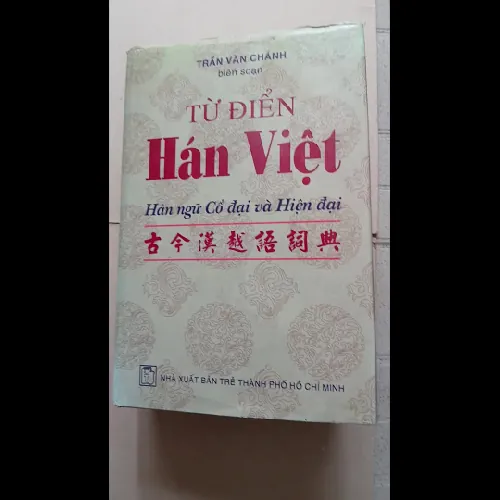 TRẦN VĂN CHÁNH
biên soạn
TỪ ĐIỂN
Hán Việt
Hán ngữ Cổ đại và Hiện đại
古今漢越語詞典
NHÀ XUẤT BẢN TRẺ THÀNH PHỐ HỒ CHÍ MINH